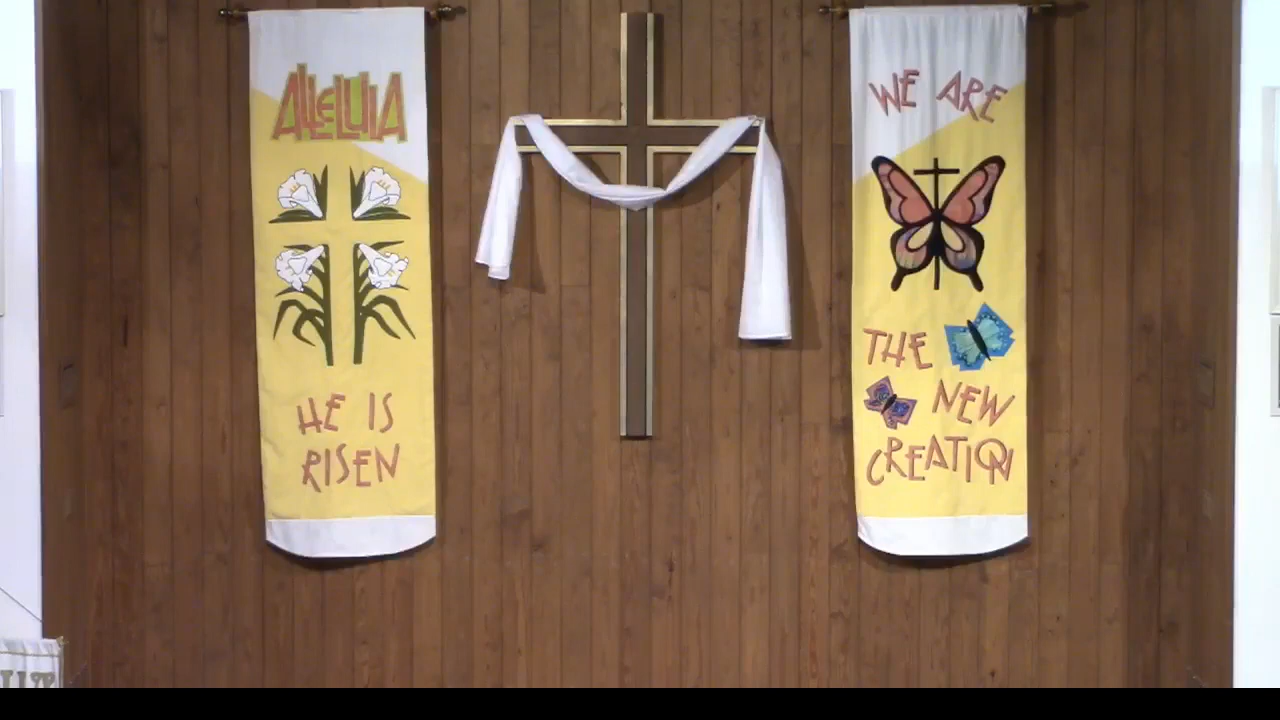 ALLELUIA
HE IS
RISEN
WE ARE
THE
NEW
CREATION